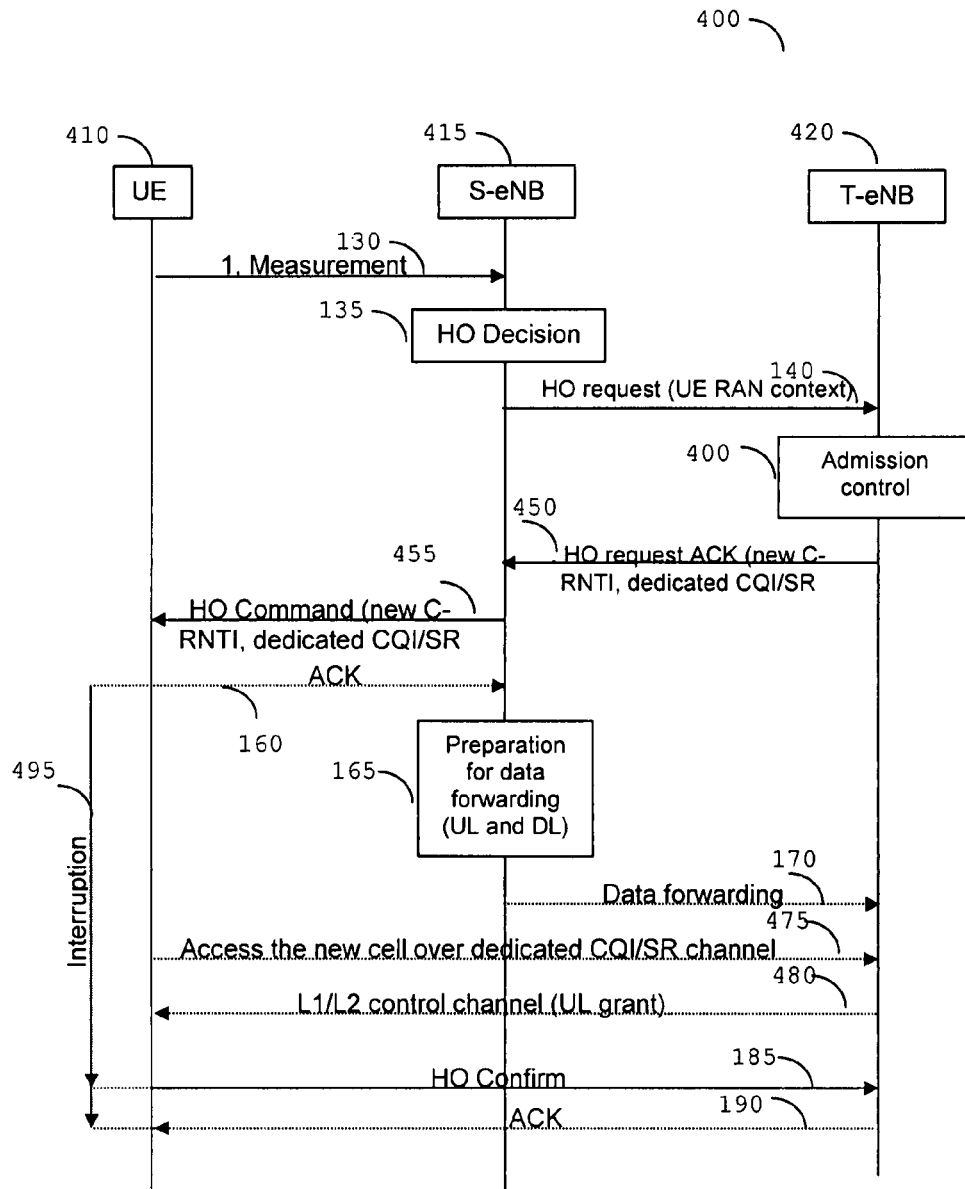 400
410
415
420
UE
S-eNB
T-eNB
130
1. Measurement
135
HO Decision
140
HO request (UE RAN context)
400
Admission
control
450
HO request ACK (new C-
RNTI, dedicated CQI/SR
455
HO Command (new C-
RNTI, dedicated CQI/SR
ACK
160
495
165
Preparation
for data
forwarding
(UL and DL)
170
Data forwarding
Interruption
475
Access the new cell over dedicated CQI/SR channel
480
L1/L2 control channel (UL grant)
185
HO Confirm
190
ACK